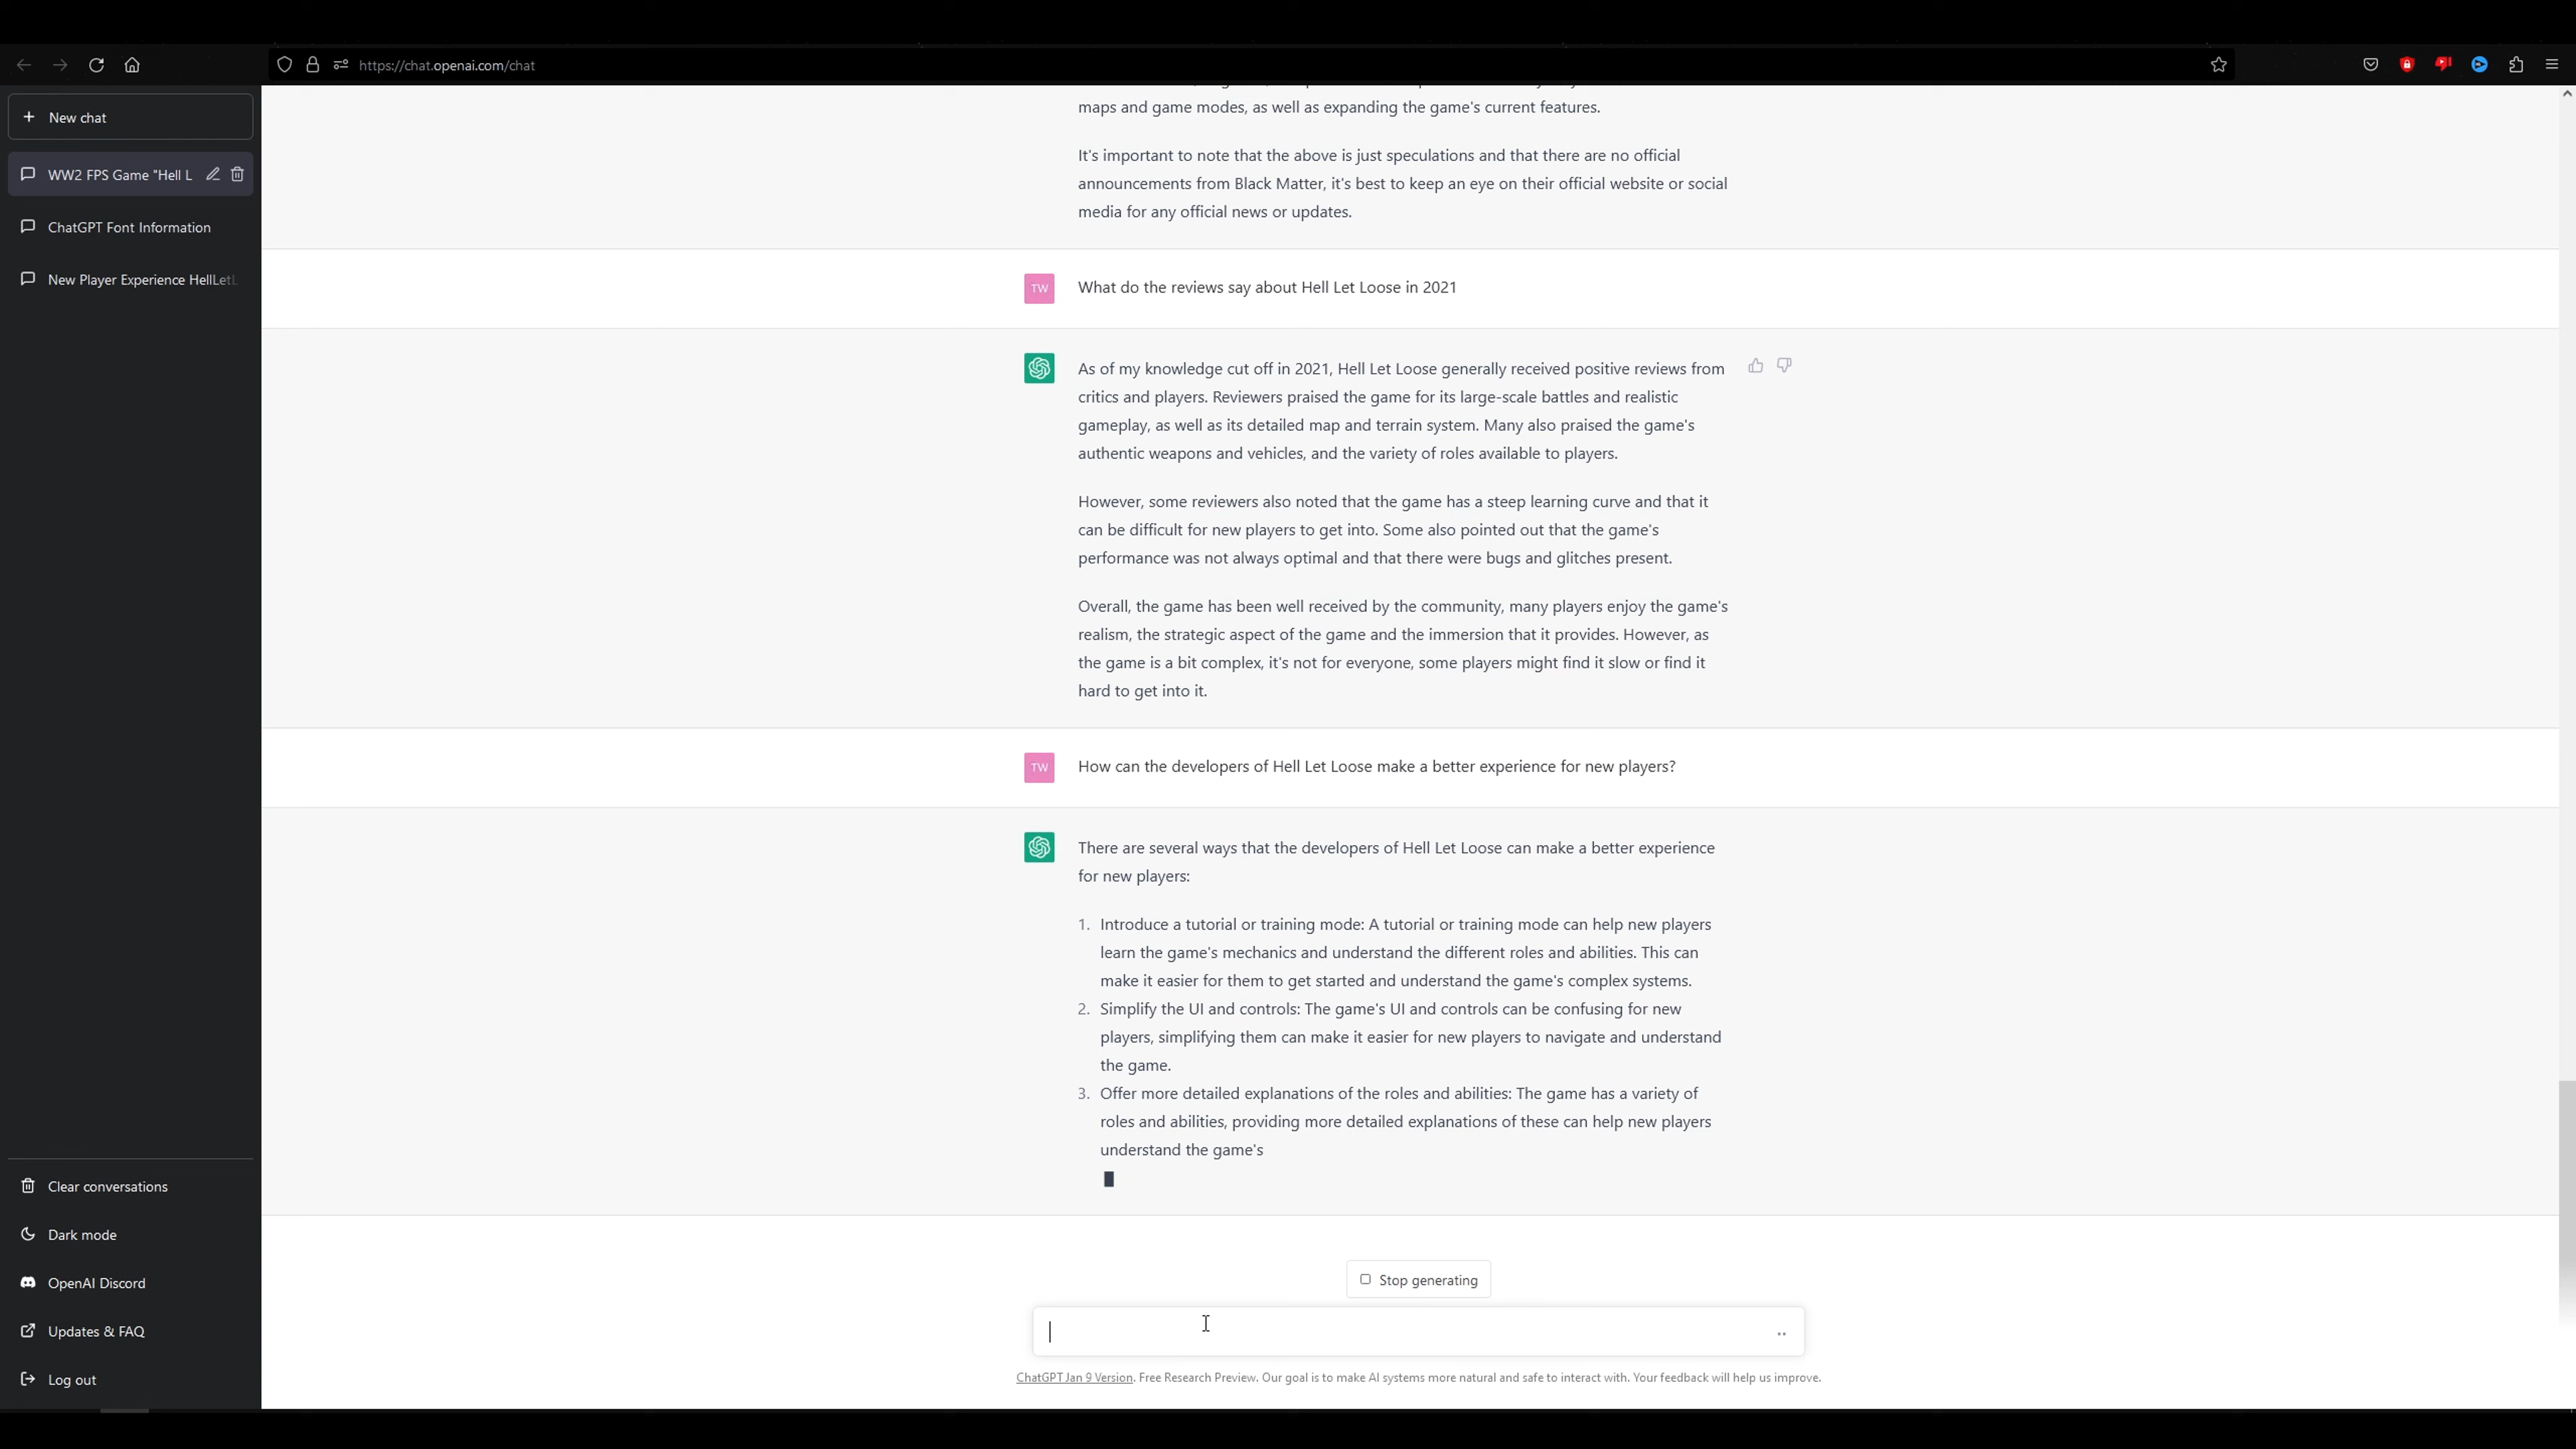 https://chat.openai.com/chat
New chat
WW2 FPS Game "Hell L
ChatGPT Font Information
New Player Experience HellLetL
Clear conversations
Dark mode
OpenAI Discord
Updates & FAQ
Log out
maps and game modes, as well as expanding the game's current features.
It's important to note that the above is just speculations and that there are no official
announcements from Black Matter, it's best to keep an eye on their official website or social
media for any official news or updates.
TW
What do the reviews say about Hell Let Loose in 2021
As of my knowledge cut off in 2021, Hell Let Loose generally received positive reviews from
critics and players. Reviewers praised the game for its large-scale battles and realistic
gameplay, as well as its detailed map and terrain system. Many also praised the game's
authentic weapons and vehicles, and the variety of roles available to players.
However, some reviewers also noted that the game has a steep learning curve and that it
can be difficult for new players to get into. Some also pointed out that the game's
performance was not always optimal and that there were bugs and glitches present.
Overall, the game has been well received by the community, many players enjoy the game's
realism, the strategic aspect of the game and the immersion that it provides. However, as
the game is a bit complex, it's not for everyone, some players might find it slow or find it
hard to get into it.
TW
How can the developers of Hell Let Loose make a better experience for new players?
There are several ways that the developers of Hell Let Loose can make a better experience
for new players:
1. Introduce a tutorial or training mode: A tutorial or training mode can help new players
learn the game's mechanics and understand the different roles and abilities. This can
make it easier for them to get started and understand the game's complex systems.
2. Simplify the UI and controls: The game's UI and controls can be confusing for new
players, simplifying them can make it easier for new players to navigate and understand
the game.
3. Offer more detailed explanations of the roles and abilities: The game has a variety of
roles and abilities, providing more detailed explanations of these can help new players
understand the game's
Stop generating
ChatGPT Jan 9 Version. Free Research Preview. Our goal is to make AI systems more natural and safe to interact with. Your feedback will help us improve.